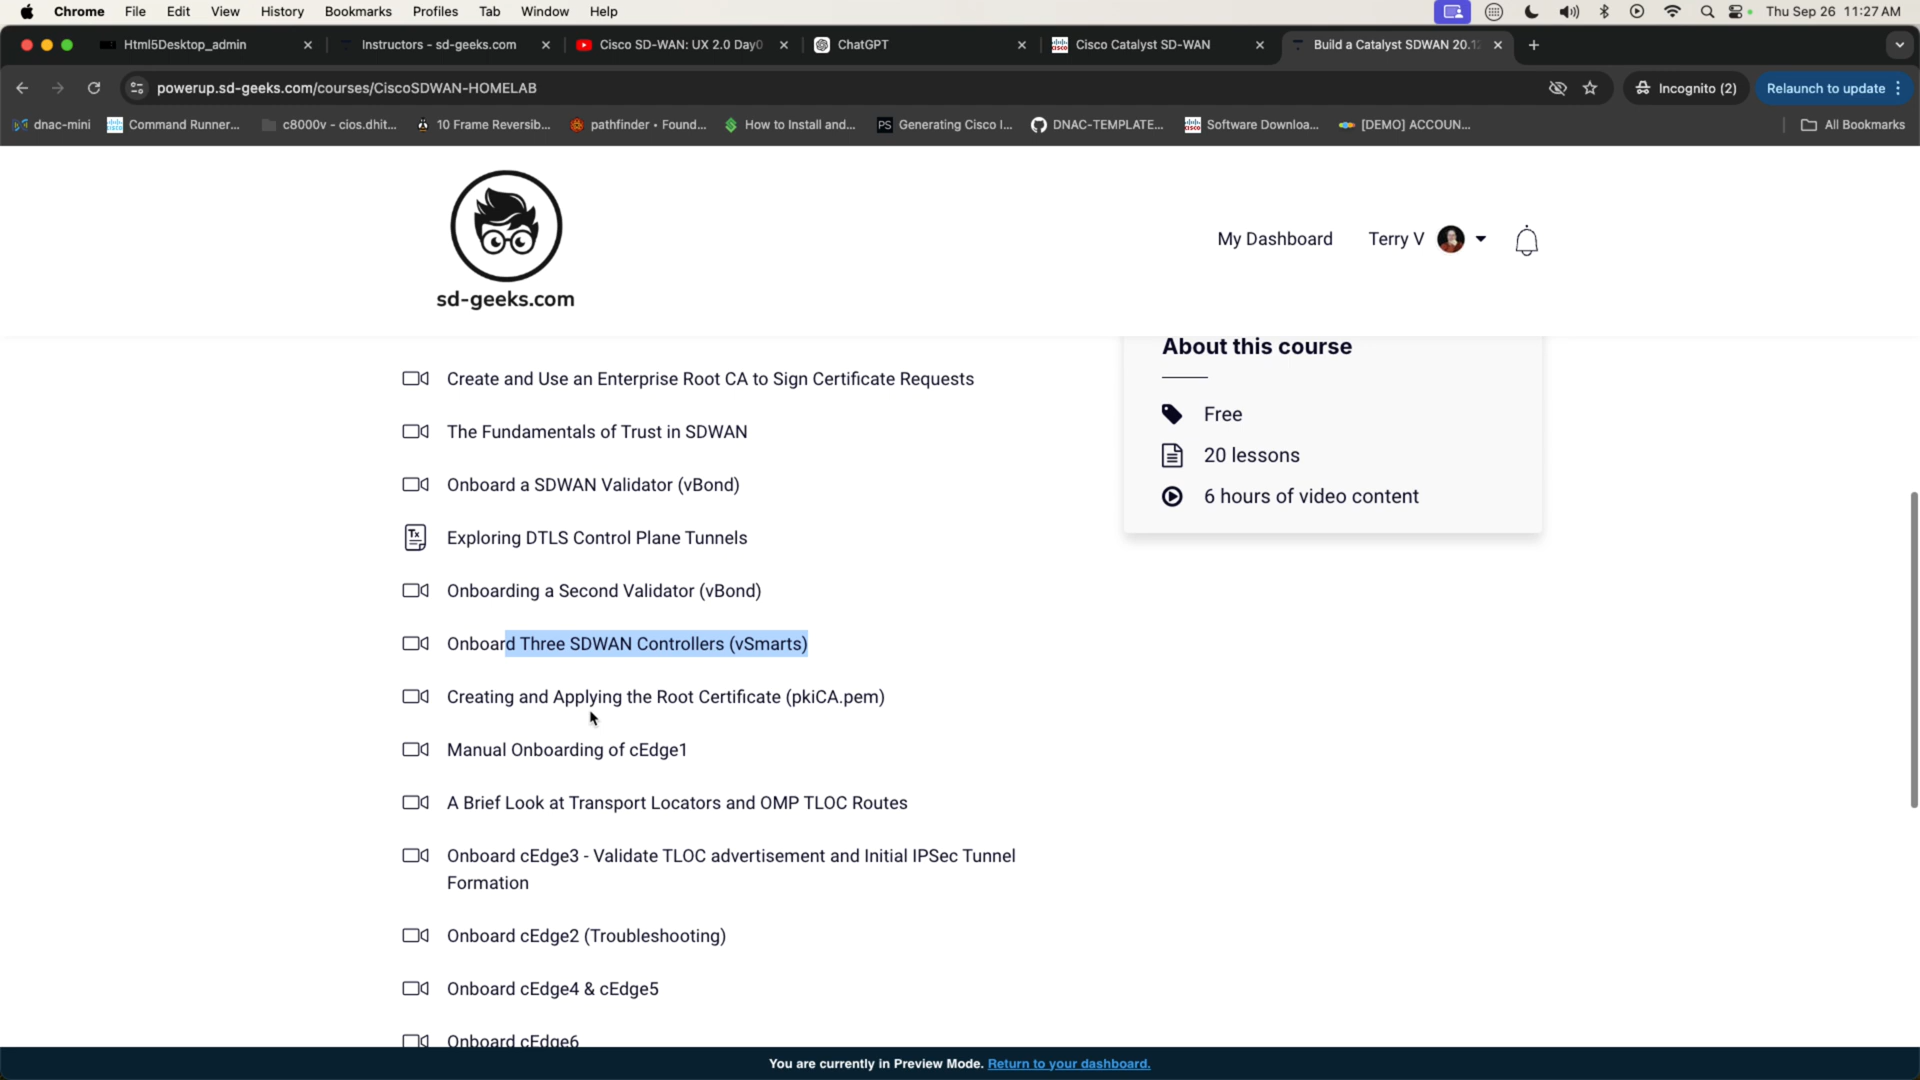 Chrome File Edit View History Bookmarks Profiles Tab Window Help Thu Sep 26 11:27 AM
Html5Desktop_admin Instructors - sd-geeks.com Cisco SD-WAN: UX 2.0 Day0 ChatGPT Cisco Catalyst SD-WAN Build a Catalyst SDWAN 20.1
powerup.sd-geeks.com/courses/CiscoSDWAN-HOMELAB Incognito (2) Relaunch to update
dnac-mini Command Runner... c8000v - cios.dhit... 10 Frame Reversib... pathfinder • Found... How to Install and... PS Generating Cisco I... DNAC-TEMPLATE... Software Downloa... [DEMO] ACCOUN... All Bookmarks
sd-geeks.com
My Dashboard Terry V
Create and Use an Enterprise Root CA to Sign Certificate Requests
The Fundamentals of Trust in SDWAN
Onboard a SDWAN Validator (vBond)
Exploring DTLS Control Plane Tunnels
Onboarding a Second Validator (vBond)
Onboard Three SDWAN Controllers (vSmarts)
Creating and Applying the Root Certificate (pkiCA.pem)
Manual Onboarding of cEdge1
A Brief Look at Transport Locators and OMP TLOC Routes
Onboard cEdge3 - Validate TLOC advertisement and Initial IPSec Tunnel
Formation
Onboard cEdge2 (Troubleshooting)
Onboard cEdge4 & cEdge5
Onboard cEdge6
About this course
Free
20 lessons
6 hours of video content
You are currently in Preview Mode. Return to your dashboard.